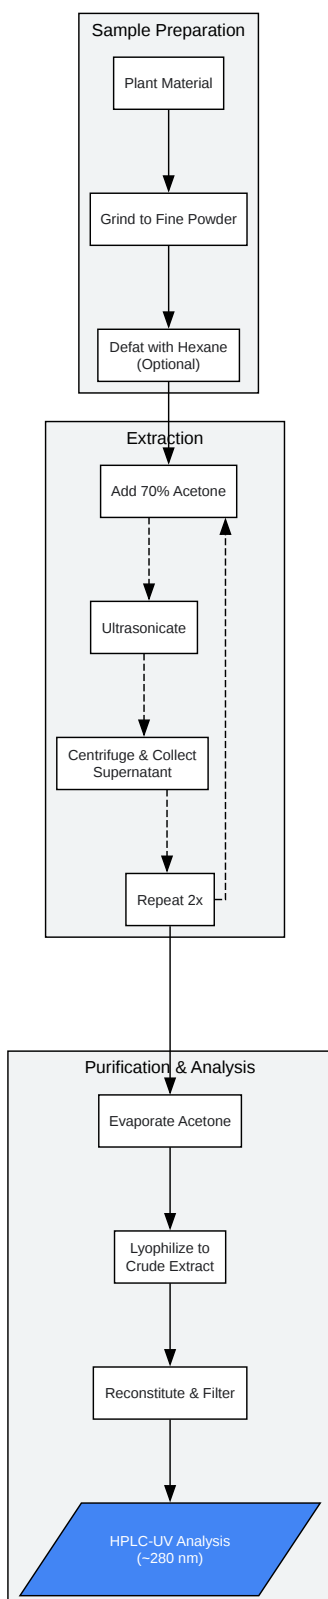 Sample Preparation
Plant Material
Grind to Fine Powder
Defat with Hexane
(Optional)
Extraction
Add 70% Acetone
Ultrasonicate
Centrifuge & Collect
Supernatant
Repeat 2x
Purification & Analysis
Evaporate Acetone
Lyophilize to
Crude Extract
Reconstitute & Filter
HPLC-UV Analysis
(~280 nm)